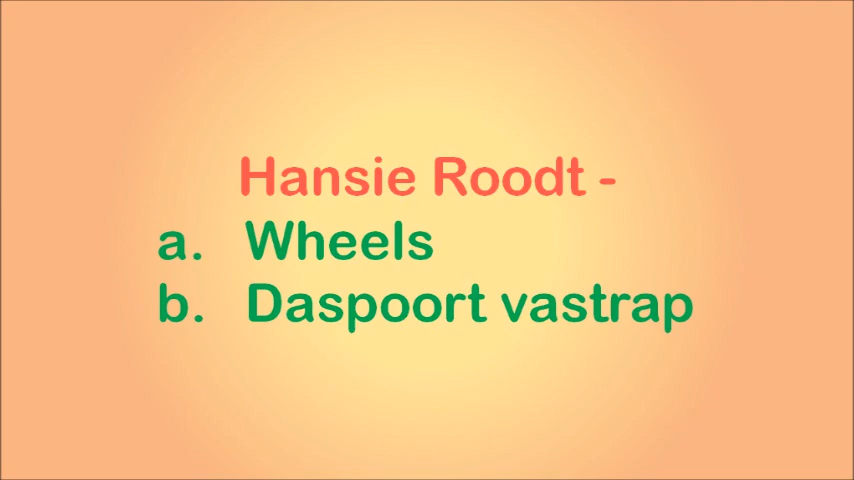 Hansie Roodt -
a. Wheels
b. Daspoort vastrap